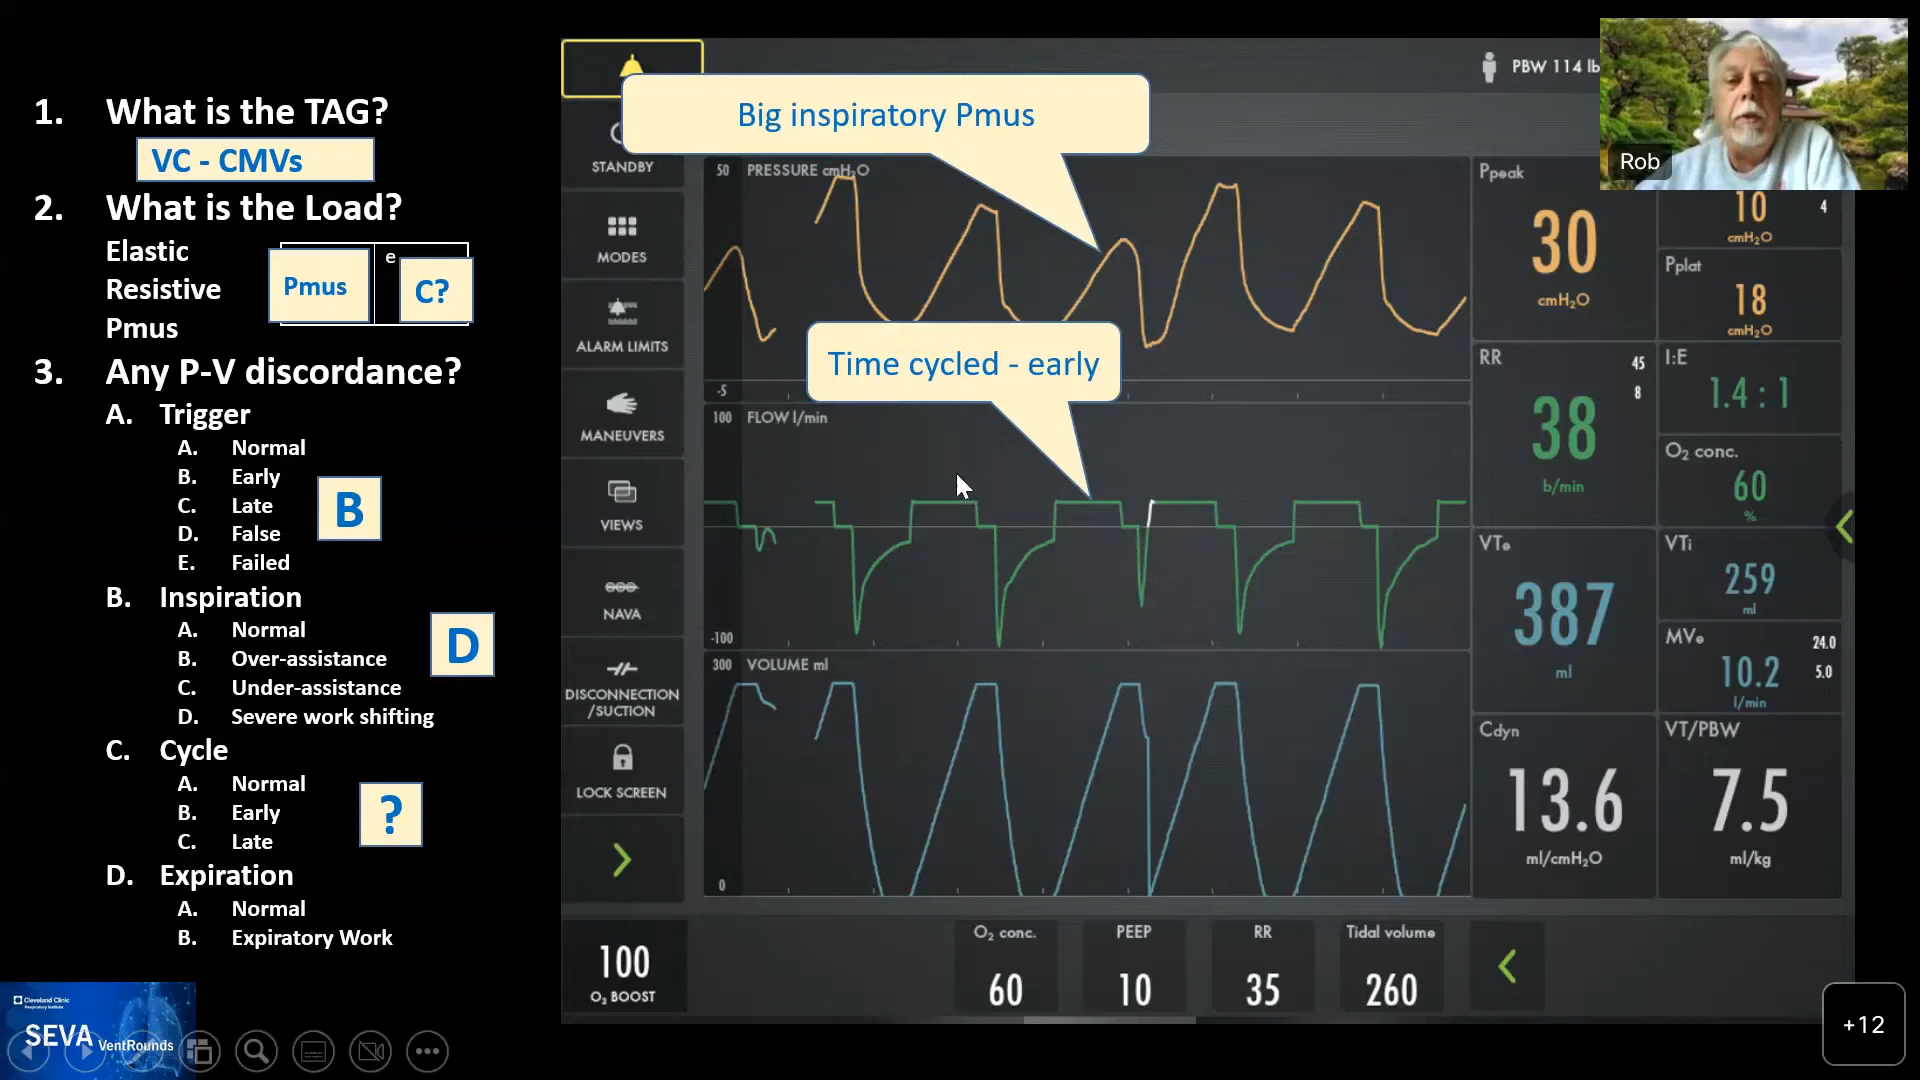 1. What is the TAG?
VC - CMVs
2. What is the Load?
Elastic
Resistive
Pmus
Pmus
e
C?
3. Any P-V discordance?
A. Trigger
A. Normal
B. Early
C. Late
D. False
E. Failed
B
B. Inspiration
A. Normal
B. Over-assistance
C. Under-assistance
D. Severe work shifting
D
C. Cycle
A. Normal
B. Early
C. Late
?
D. Expiration
A. Normal
B. Expiratory Work
Cleveland Clinic
SEVA
VentRounds
Big inspiratory Pmus
Time cycled - early
STANDBY
MODES
ALARM LIMITS
MANEUVERS
VIEWS
NAVA
DISCONNECTION
/SUCTION
LOCK SCREEN
PBW 114 lb
50 PRESSURE cmH2O
-5
100 FLOW l/min
-100
300 VOLUME ml
0
Ppeak
30
cmH2O
10
4
cmH2O
Pplat
18
cmH2O
RR
45
8
38
b/min
I:E
1.4 : 1
O2 conc.
60
%
VTe
387
ml
VTi
259
ml
MVe
24.0
10.2
5.0
l/min
Cdyn
13.6
ml/cmH2O
VT/PBW
7.5
ml/kg
100
O2 BOOST
O2 conc.
60
PEEP
10
RR
35
Tidal volume
260
Rob
+12